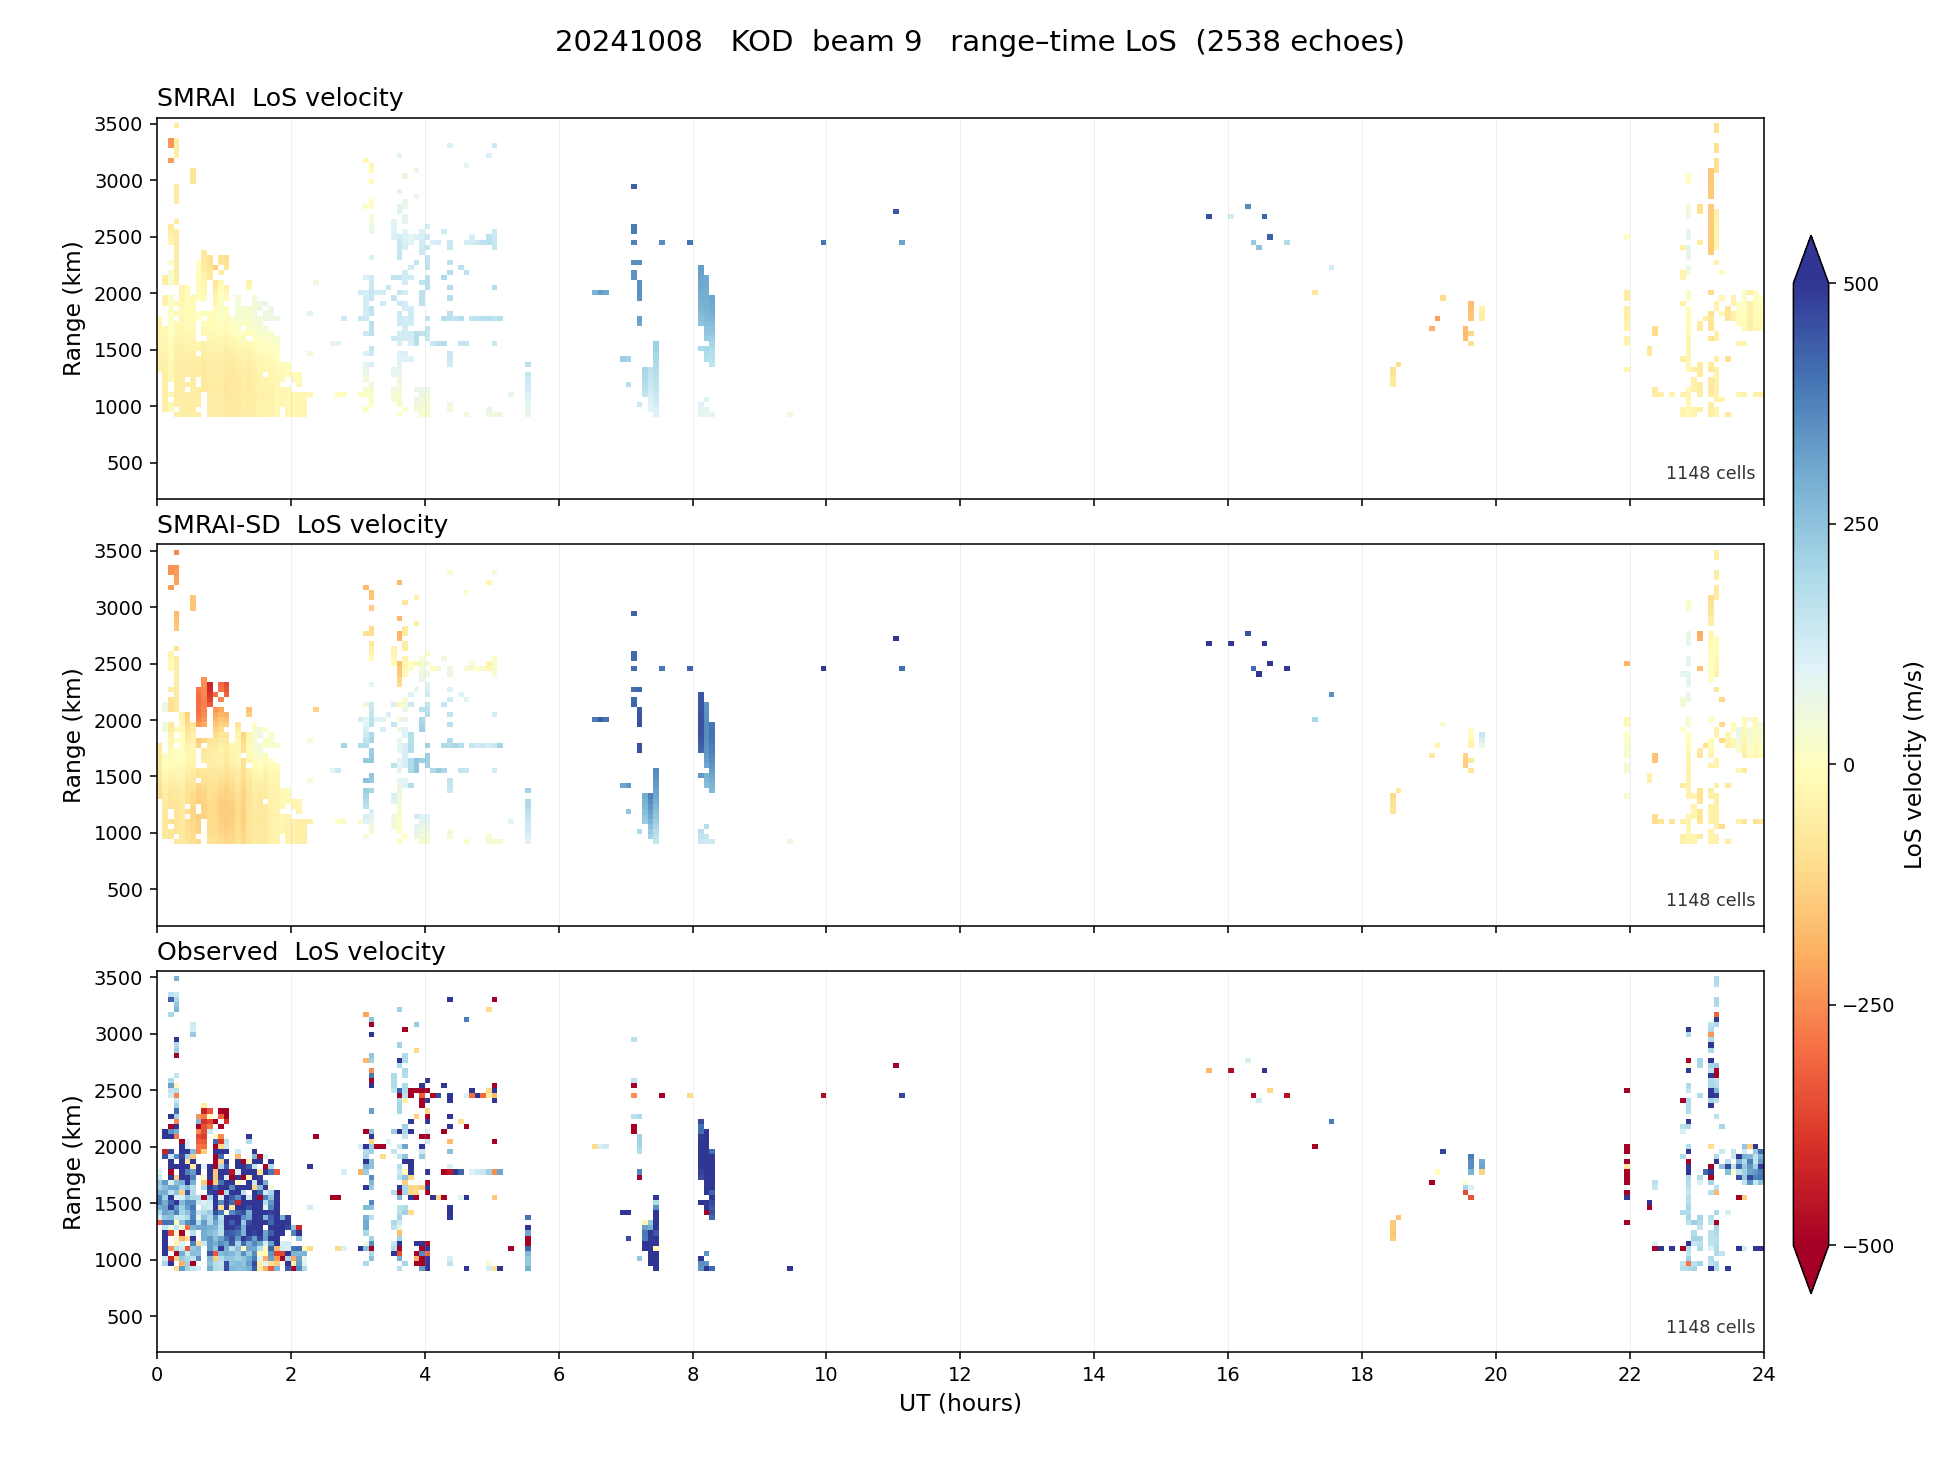 20241008   KOD  beam 9   range–time LoS  (2538 echoes)
SMRAI  LoS velocity
3500
3000
2500
2000
1500
1000
500
Range (km)
1148 cells
SMRAI-SD  LoS velocity
3500
3000
2500
2000
1500
1000
500
Range (km)
1148 cells
Observed  LoS velocity
3500
3000
2500
2000
1500
1000
500
Range (km)
1148 cells
0 2 4 6 8 10 12 14 16 18 20 22 24
UT (hours)
500
250
0
−250
−500
LoS velocity (m/s)